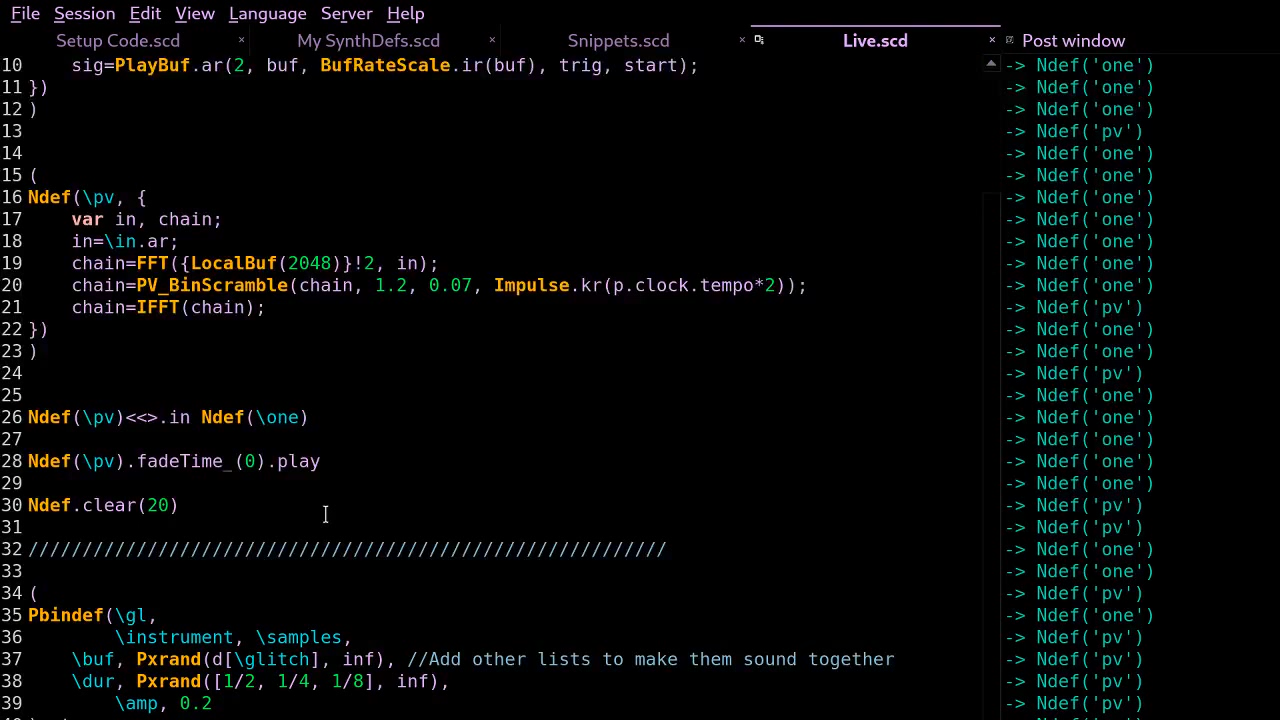 File Session Edit View Language Server Help
Setup Code.scd × My SynthDefs.scd × Snippets.scd × Live.scd × Post window
10 sig=PlayBuf.ar(2, buf, BufRateScale.ir(buf), trig, start);
11 })
12 )
13
14
15 (
16 Ndef(\pv, {
17 var in, chain;
18 in=\in.ar;
19 chain=FFT({LocalBuf(2048)}!2, in);
20 chain=PV_BinScramble(chain, 1.2, 0.07, Impulse.kr(p.clock.tempo*2));
21 chain=IFFT(chain);
22 })
23 )
24
25
26 Ndef(\pv)<<>.in Ndef(\one)
27
28 Ndef(\pv).fadeTime_(0).play
29
30 Ndef.clear(20)
31
32 ///////////////////////////////////////////////////////////
33
34 (
35 Pbindef(\gl,
36 \instrument, \samples,
37 \buf, Pxrand(d[\glitch], inf), //Add other lists to make them sound together
38 \dur, Pxrand([1/2, 1/4, 1/8], inf),
39 \amp, 0.2
-> Ndef('one')
-> Ndef('one')
-> Ndef('one')
-> Ndef('pv')
-> Ndef('one')
-> Ndef('one')
-> Ndef('one')
-> Ndef('one')
-> Ndef('one')
-> Ndef('one')
-> Ndef('one')
-> Ndef('pv')
-> Ndef('one')
-> Ndef('one')
-> Ndef('pv')
-> Ndef('one')
-> Ndef('one')
-> Ndef('one')
-> Ndef('one')
-> Ndef('one')
-> Ndef('pv')
-> Ndef('pv')
-> Ndef('one')
-> Ndef('one')
-> Ndef('pv')
-> Ndef('one')
-> Ndef('pv')
-> Ndef('pv')
-> Ndef('pv')
-> Ndef('pv')